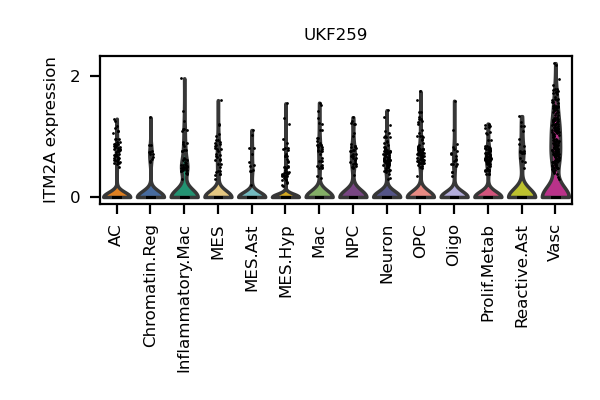 UKF259
ITM2A expression
2
0
AC
Chromatin.Reg
Inflammatory.Mac
MES
MES.Ast
MES.Hyp
Mac
NPC
Neuron
OPC
Oligo
Prolif.Metab
Reactive.Ast
Vasc